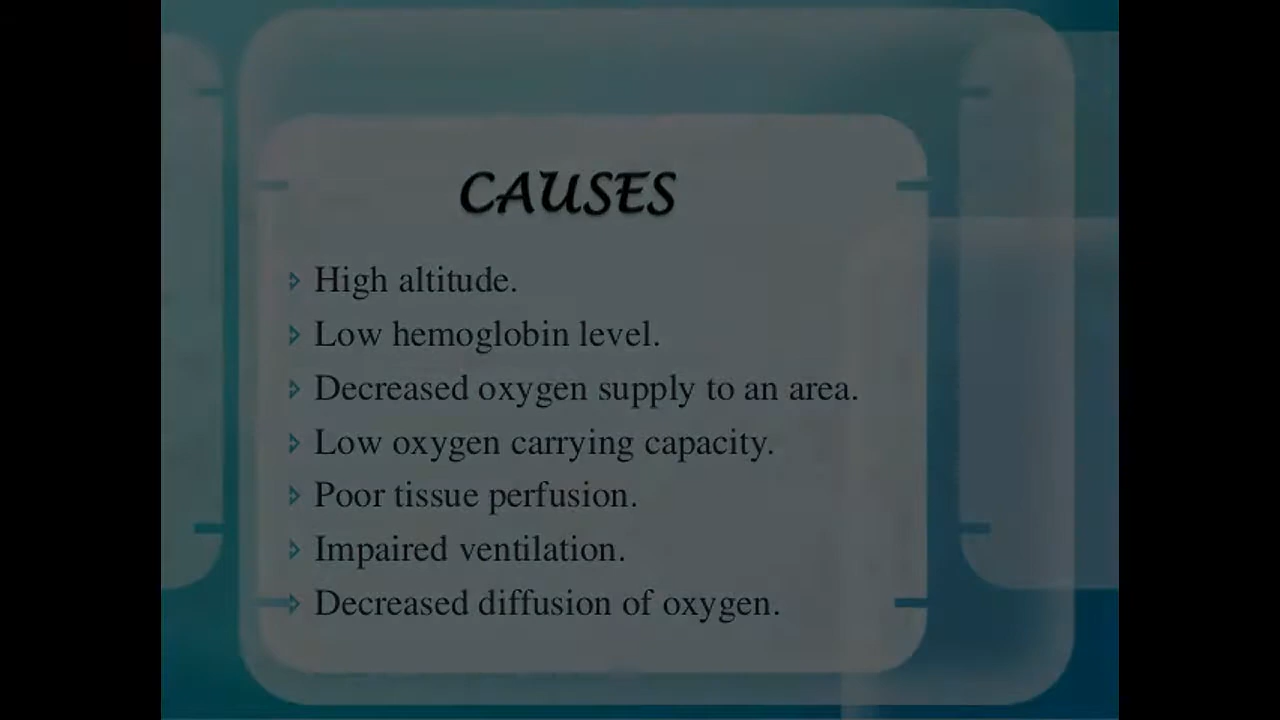 CAUSES
High altitude.
Low hemoglobin level.
Decreased oxygen supply to an area.
Low oxygen carrying capacity.
Poor tissue perfusion.
Impaired ventilation.
Decreased diffusion of oxygen.